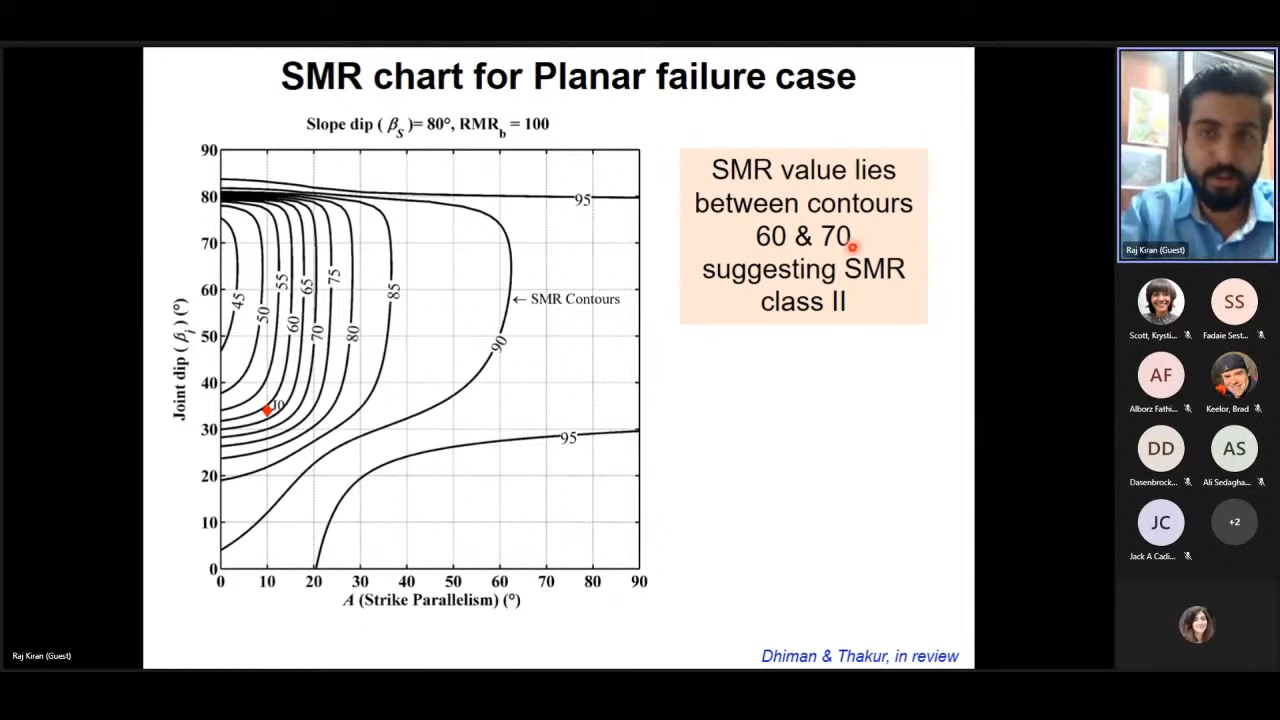 SMR chart for Planar failure case
Slope dip ( βS )= 80°, RMRb = 100
90
80
70
60
50
40
30
20
10
0
Joint dip ( βj ) (°)
0 10 20 30 40 50 60 70 80 90
A (Strike Parallelism) (°)
95
45
50
55
60
65
70
75
80
85
90
← SMR Contours
95
J0
SMR value lies
between contours
60 & 70
suggesting SMR
class II
Dhiman & Thakur, in review
Raj Kiran (Guest)
Raj Kiran (Guest)
Scott, Krysti...
SS
Fadaie Sest...
AF
Alborz Fathi...
Keelor, Brad
DD
Dasenbrock...
AS
Ali Sedagha...
JC
Jack A Cadi...
+2